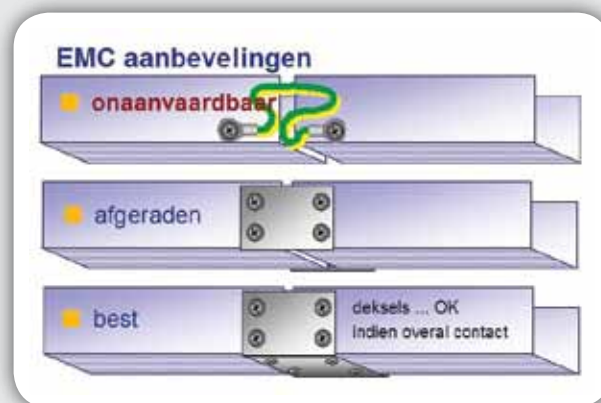 EMC aanbevelingen
onaanvaardbaar
afgeraden
best
deksels ... OK
indien overal contact